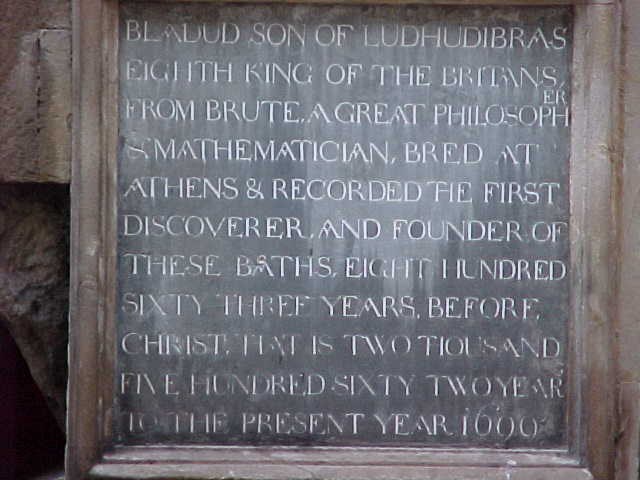 BLADUD SON OF LUDHUDIBRAS
EIGHTH KING OF THE BRITANS
FROM BRUTE, A GREAT PHILOSOPHER
& MATHEMATICIAN, BRED AT
ATHENS & RECORDED THE FIRST
DISCOVERER, AND FOUNDER OF
THESE BATHS, EIGHT HUNDRED
SIXTY THREE YEARS, BEFORE
CHRIST, THAT IS TWO THOUSAND
FIVE HUNDRED SIXTY TWO YEAR
TO THE PRESENT YEAR, 1699